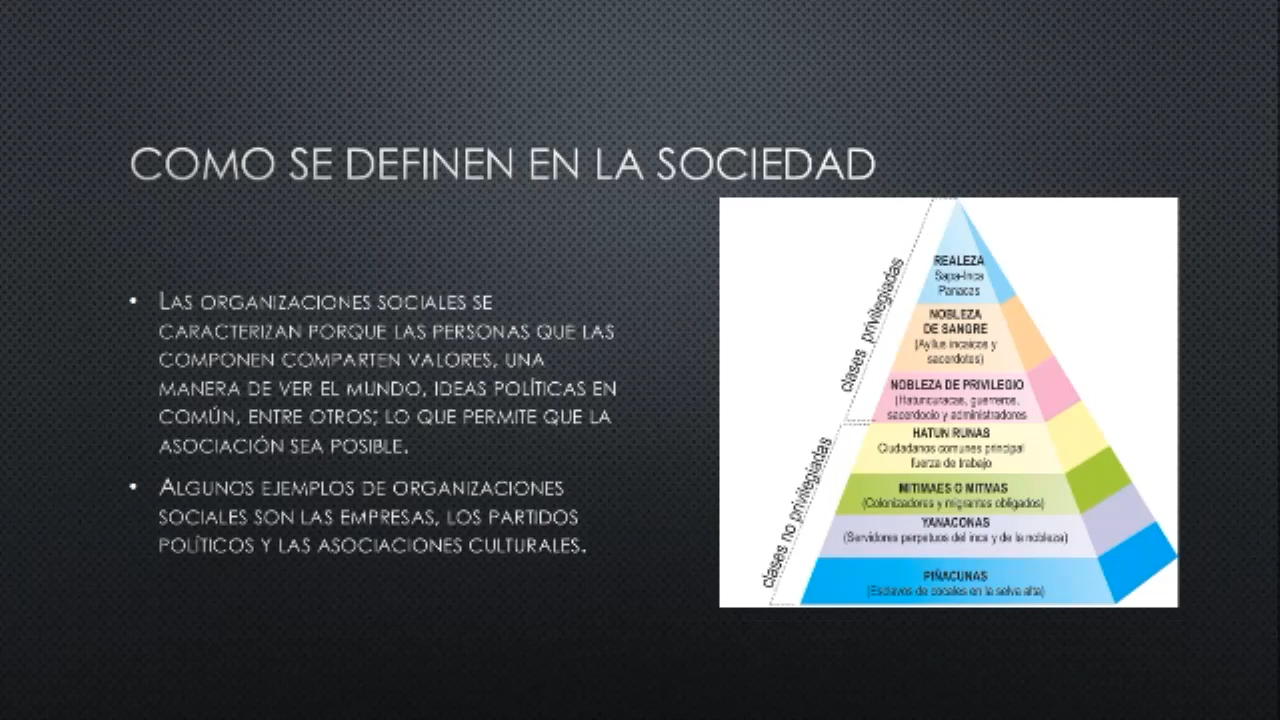 COMO SE DEFINEN EN LA SOCIEDAD
• LAS ORGANIZACIONES SOCIALES SE
CARACTERIZAN PORQUE LAS PERSONAS QUE LAS
COMPONEN COMPARTEN VALORES, UNA
MANERA DE VER EL MUNDO, IDEAS POLÍTICAS EN
COMÚN, ENTRE OTROS; LO QUE PERMITE QUE LA
ASOCIACIÓN SEA POSIBLE.
• ALGUNOS EJEMPLOS DE ORGANIZACIONES
SOCIALES SON LAS EMPRESAS, LOS PARTIDOS
POLÍTICOS Y LAS ASOCIACIONES CULTURALES.
clases privilegiadas
REALEZA
Sapa-Inca
Panacas
NOBLEZA
DE SANGRE
(Ayllus incaicos y
sacerdotes)
NOBLEZA DE PRIVILEGIO
(Hatuncuracas, guerreros,
sacerdocio y administradores
clases no privilegiadas
HATUN RUNAS
Ciudadanos comunes principal
fuerza de trabajo
MITIMAES O MITMAS
(Colonizadores y migrantes obligados)
YANACONAS
(Servidores perpetuos del inca y de la nobleza)
PIÑACUNAS
(Esclavos de cocales en la selva alta)